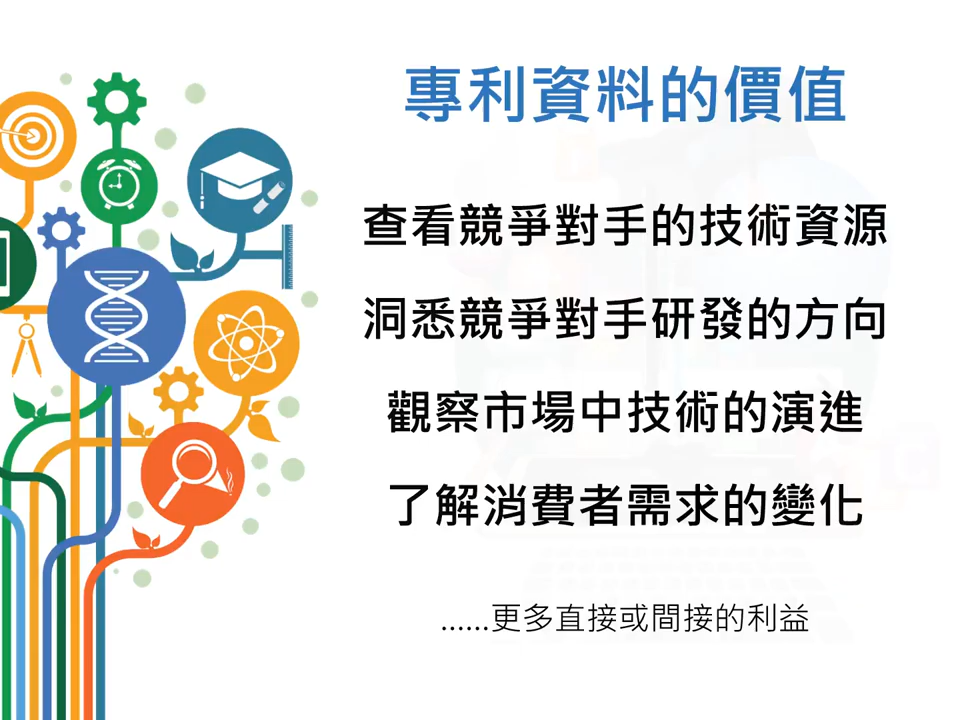 專利資料的價值
查看競爭對手的技術資源
洞悉競爭對手研發的方向
觀察市場中技術的演進
了解消費者需求的變化
......更多直接或間接的利益